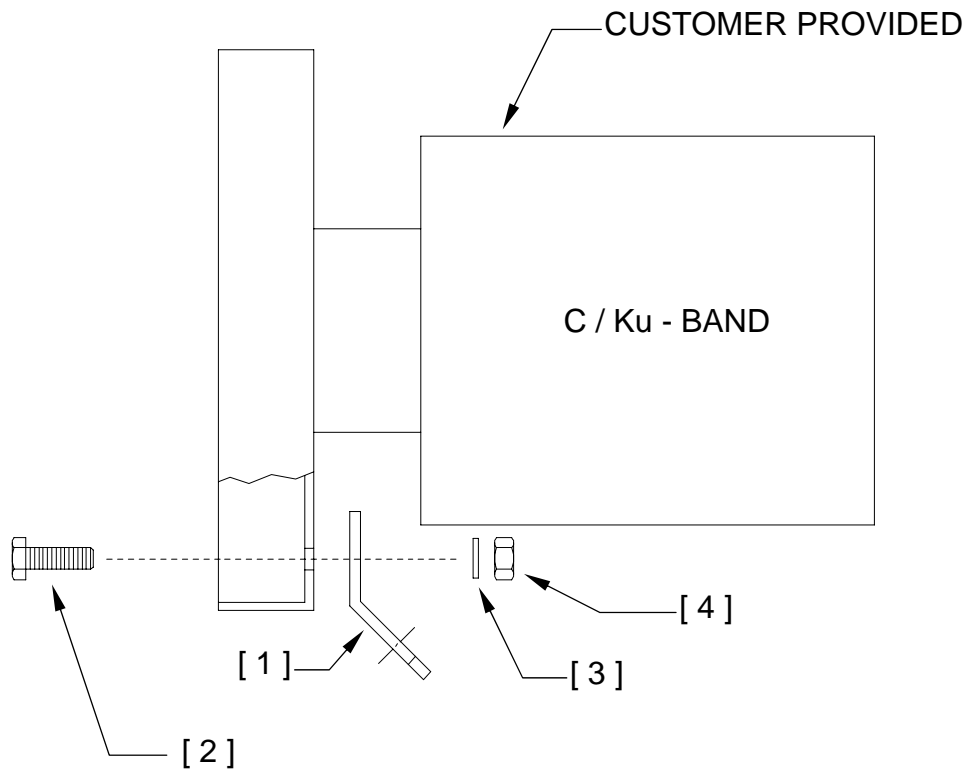 CUSTOMER PROVIDED
C / Ku - BAND
[ 4 ]
[ 1 ]
[ 3 ]
[ 2 ]